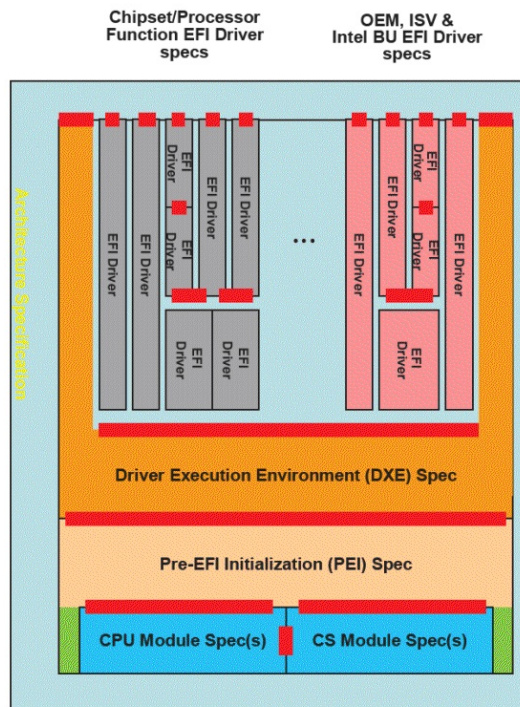 Chipset/Processor
Function EFI Driver
specs
OEM, ISV &
Intel BU EFI Driver
specs
Architecture Specification
EFI Driver
EFI Driver
EFI
Driver
EFI
Driver
EFI Driver
EFI Driver
EFI
Driver
EFI
Driver
...
EFI Driver
EFI Driver
EFI
Driver
EFI
Driver
EFI Driver
EFI
Driver
Driver Execution Environment (DXE) Spec
Pre-EFI Initialization (PEI) Spec
CPU Module Spec(s)
CS Module Spec(s)